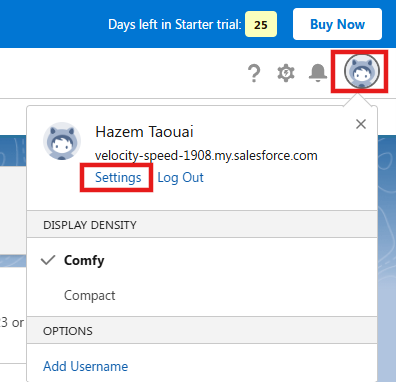 Days left in Starter trial: 25 Buy Now
?
Hazem Taouai
velocity-speed-1908.my.salesforce.com
Settings Log Out
DISPLAY DENSITY
Comfy
Compact
23 or
OPTIONS
Add Username